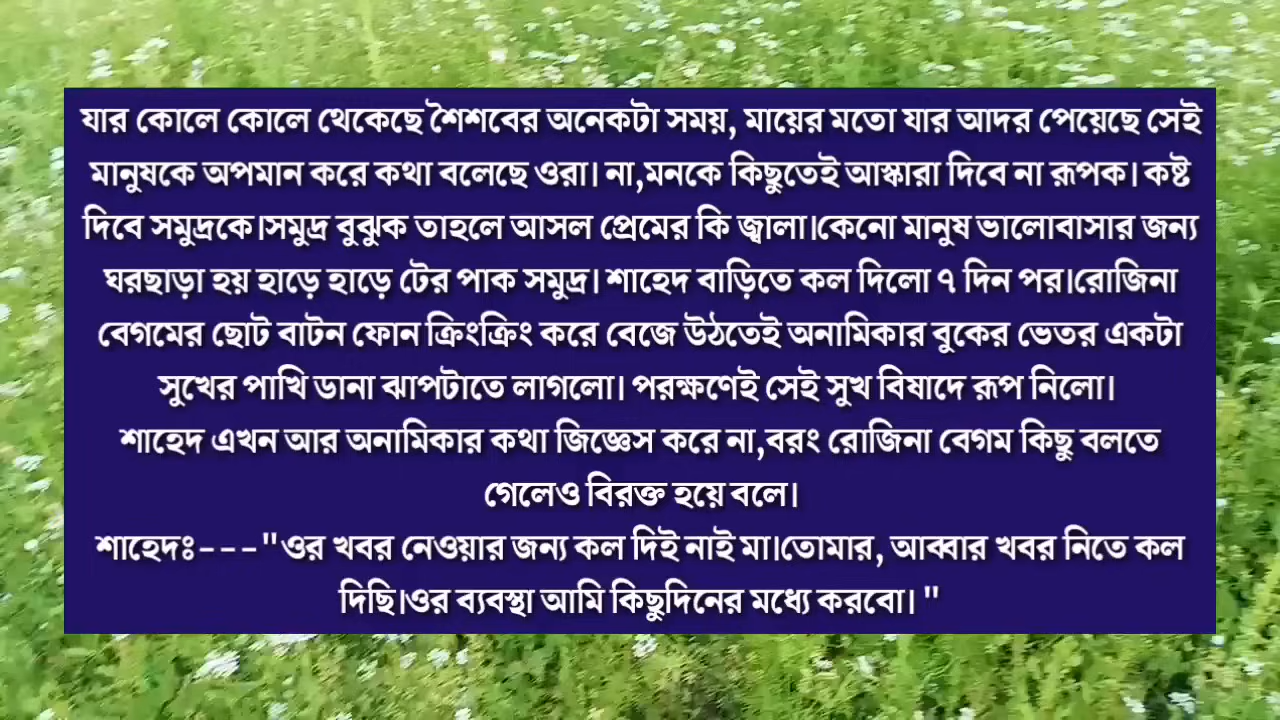 যার কোলে কোলে থেকেছে শৈশবের অনেকটা সময়, মায়ের মতো যার আদর পেয়েছে সেই
মানুষকে অপমান করে কথা বলেছে ওরা। না,মনকে কিছুতেই আস্কারা দিবে না রূপক। কষ্ট
দিবে সমুদ্রকে।সমুদ্র বুঝুক তাহলে আসল প্রেমের কি জ্বালা।কেনো মানুষ ভালোবাসার জন্য
ঘরছাড়া হয় হাড়ে হাড়ে টের পাক সমুদ্র। শাহেদ বাড়িতে কল দিলো ৭ দিন পর।রোজিনা
বেগমের ছোট বাটন ফোন ক্রিংক্রিং করে বেজে উঠতেই অনামিকার বুকের ভেতর একটা
সুখের পাখি ডানা ঝাপটাতে লাগলো। পরক্ষণেই সেই সুখ বিষাদে রূপ নিলো।
শাহেদ এখন আর অনামিকার কথা জিজ্ঞেস করে না,বরং রোজিনা বেগম কিছু বলতে
গেলেও বিরক্ত হয়ে বলে।
শাহেদঃ---"ওর খবর নেওয়ার জন্য কল দিই নাই মা।তোমার, আব্বার খবর নিতে কল
দিছি।ওর ব্যবস্থা আমি কিছুদিনের মধ্যে করবো। "